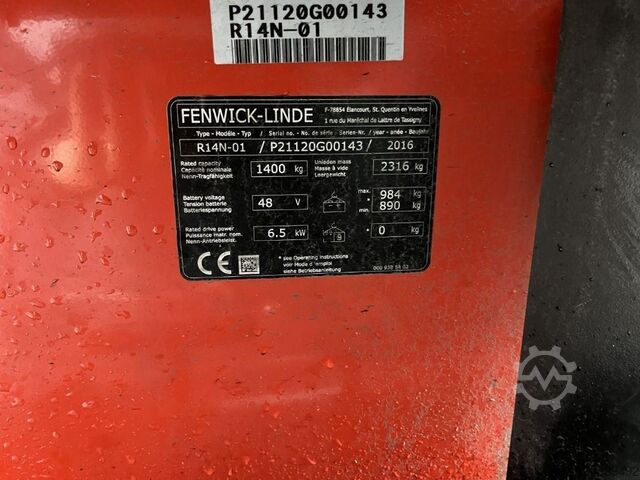 P21120G00143
R14N-01
FENWICK-LINDE
F-78854 Elancourt, St. Quentin en Yvelines
1 rue du Maréchal de Lattre de Tassigny
Type - Modèle - Typ / Serial no. - No. de série - Serien-Nr. / year - année - Baujahr
R14N-01 / P21120G00143 / 2016
Rated capacity
Capacité nominale
Nenn-Tragfähigkeit
1400 kg
Unladen mass
Masse à vide
Leergewicht
2316 kg
Battery voltage
Tension batterie
Batteriespannung
48 V
max. 984 kg
*
min. 890 kg
Rated drive power
Puissance matr. nom.
Nenn-Antriebsleist.
6.5 kW
* 0 kg
CE
* see Operating instructions
voir Mode d'emploi
siehe Betriebsanleitung